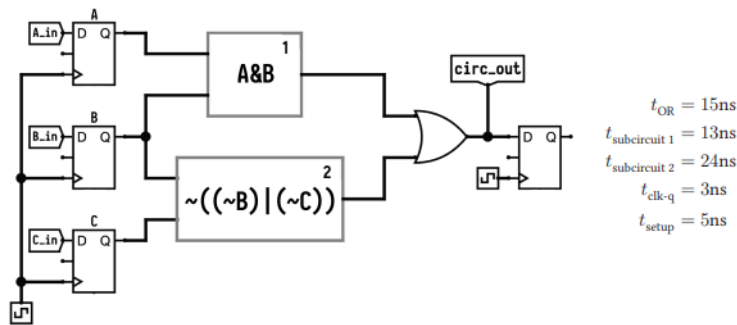 A
A_in
D Q
1
A&B
circ_out
B
B_in
D Q
2
~((~B)|(~C))
D Q
C
C_in
D Q
t_OR = 15ns
t_subcircuit 1 = 13ns
t_subcircuit 2 = 24ns
t_clk-q = 3ns
t_setup = 5ns